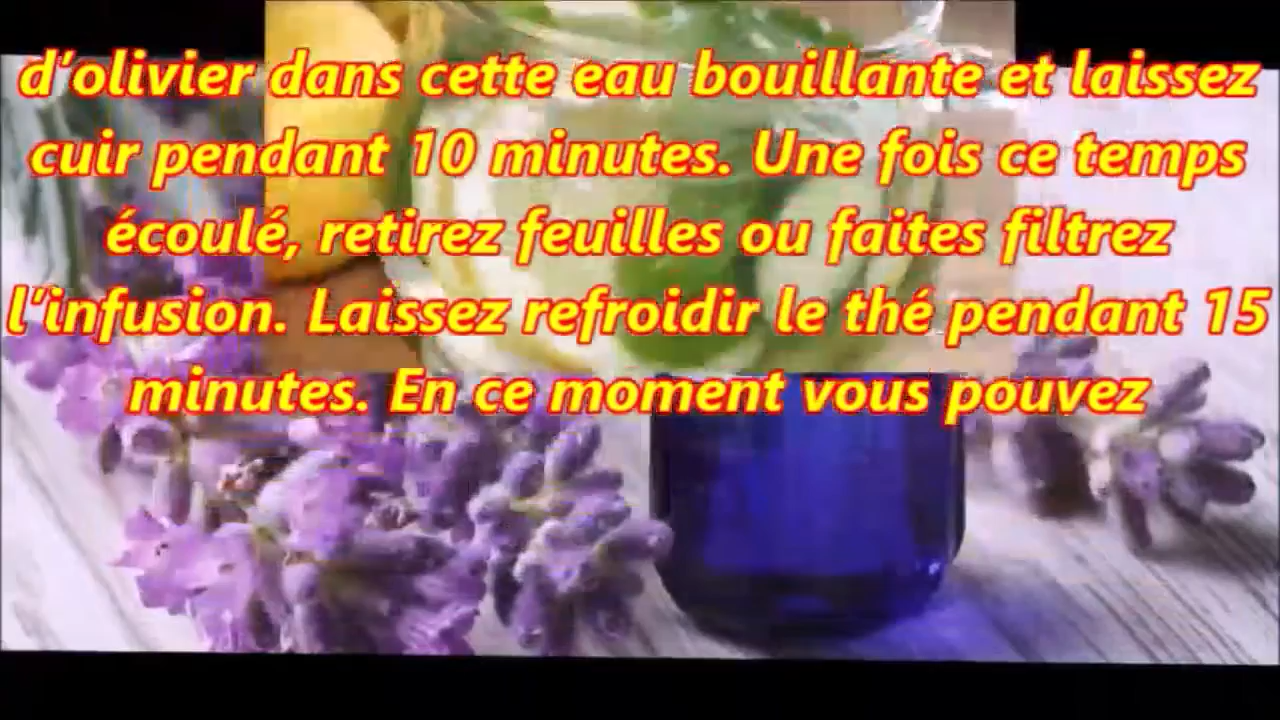 d'olivier dans cette eau bouillante et laissez
cuir pendant 10 minutes. Une fois ce temps
écoulé, retirez feuilles ou faites filtrez
l'infusion. Laissez refroidir le thé pendant 15
minutes. En ce moment vous pouvez